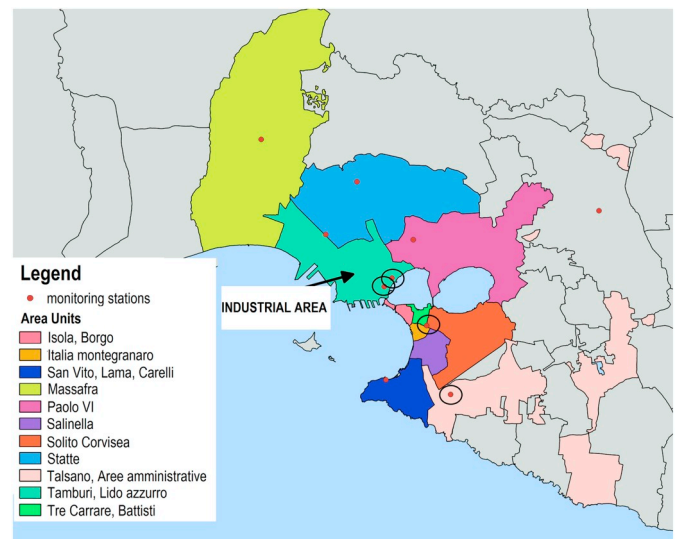 Legend
monitoring stations
Area Units
Isola, Borgo
Italia montegranaro
San Vito, Lama, Carelli
Massafra
Paolo VI
Salinella
Solito Corvisea
Statte
Talsano, Aree amministrative
Tamburi, Lido azzurro
Tre Carrare, Battisti
INDUSTRIAL AREA